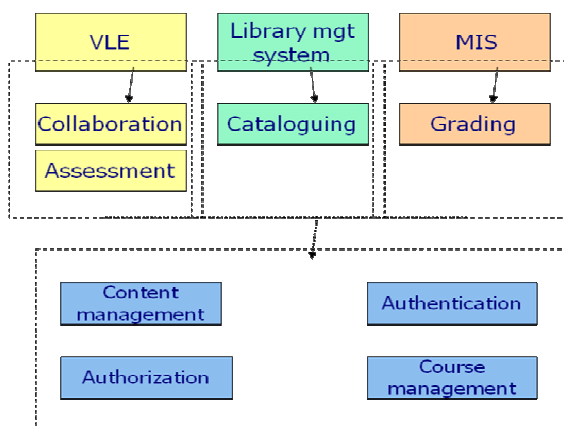 VLE
Library mgt
system
MIS
Collaboration
Cataloguing
Grading
Assessment
Content
management
Authentication
Authorization
Course
management